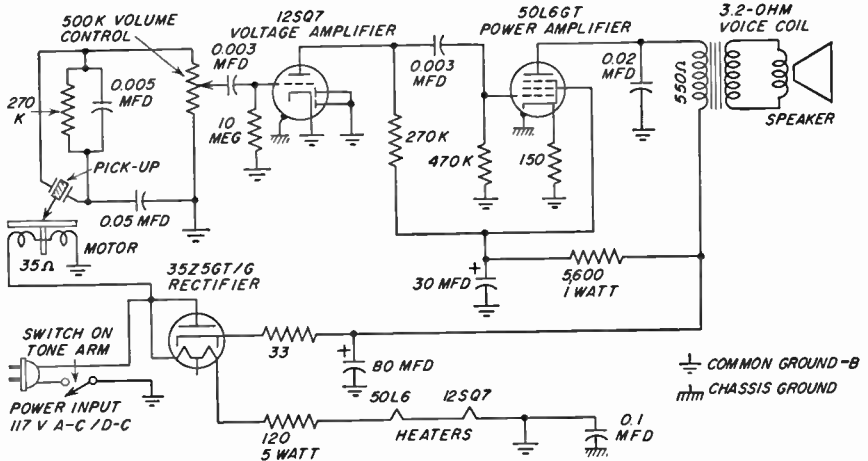 500K VOLUME
CONTROL
12SQ7
VOLTAGE AMPLIFIER
50L6GT
POWER AMPLIFIER
3.2-OHM
VOICE COIL
0.003
MFD
0.005
MFD
270
K
10
MEG
0.003
MFD
270K
470K
150
0.02
MFD
550Ω
SPEAKER
PICK-UP
0.05 MFD
MOTOR
35Ω
30 MFD
+
5,600
1 WATT
35Z5GT/G
RECTIFIER
SWITCH ON
TONE ARM
33
+
80 MFD
COMMON GROUND-B
CHASSIS GROUND
POWER INPUT
117 V A-C/D-C
50L6
12SQ7
120
5 WATT
HEATERS
0.1
MFD